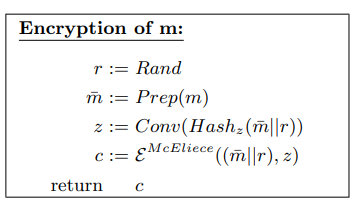 Encryption of m:
r := Rand
m̄ := Prep(m)
z := Conv(Hash_z(m̄||r))
c := ℰ^{McEliece}((m̄||r), z)
return c